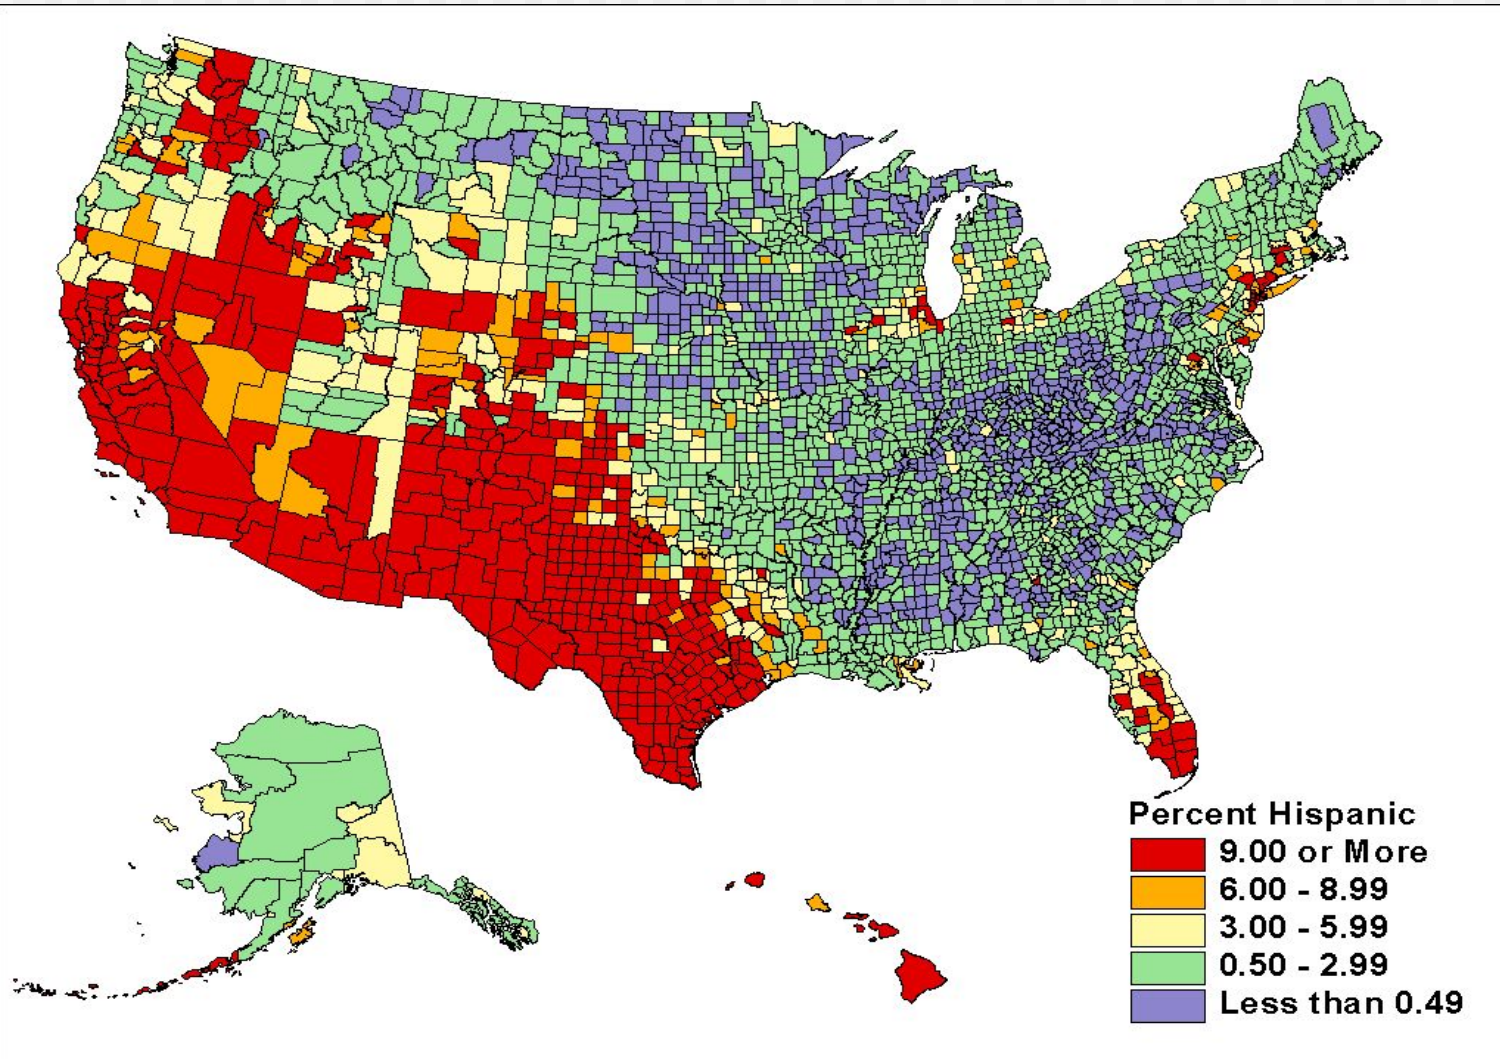 Percent Hispanic
9.00 or More
6.00 - 8.99
3.00 - 5.99
0.50 - 2.99
Less than 0.49